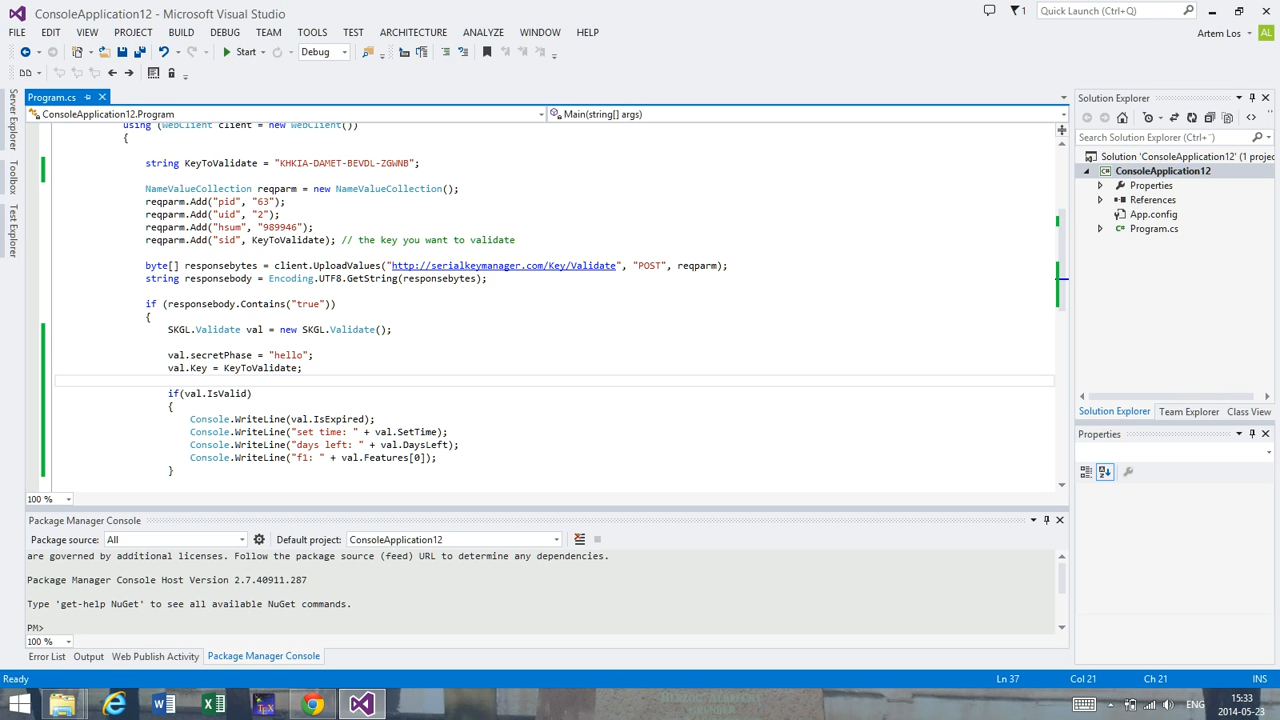 ConsoleApplication12 - Microsoft Visual Studio
1
Quick Launch (Ctrl+Q)
FILE EDIT VIEW PROJECT BUILD DEBUG TEAM TOOLS TEST ARCHITECTURE ANALYZE WINDOW HELP
Artem Los AL
Start Debug
Server Explorer
Toolbox
Test Explorer
Program.cs
ConsoleApplication12.Program
Main(string[] args)
using (WebClient client = new WebClient())
{
string KeyToValidate = "KHKIA-DAMET-BEVDL-ZGWNB";
NameValueCollection reqparm = new NameValueCollection();
reqparm.Add("pid", "63");
reqparm.Add("uid", "2");
reqparm.Add("hsum", "989946");
reqparm.Add("sid", KeyToValidate); // the key you want to validate
byte[] responsebytes = client.UploadValues("http://serialkeymanager.com/Key/Validate", "POST", reqparm);
string responsebody = Encoding.UTF8.GetString(responsebytes);
if (responsebody.Contains("true"))
{
SKGL.Validate val = new SKGL.Validate();
val.secretPhase = "hello";
val.Key = KeyToValidate;
if(val.IsValid)
{
Console.WriteLine(val.IsExpired);
Console.WriteLine("set time: " + val.SetTime);
Console.WriteLine("days left: " + val.DaysLeft);
Console.WriteLine("f1: " + val.Features[0]);
}
100 %
Solution Explorer
Search Solution Explorer (Ctrl+")
Solution 'ConsoleApplication12' (1 projec
ConsoleApplication12
Properties
References
App.config
Program.cs
Solution Explorer Team Explorer Class View
Properties
Package Manager Console
Package source: All Default project: ConsoleApplication12
are governed by additional licenses. Follow the package source (feed) URL to determine any dependencies.
Package Manager Console Host Version 2.7.40911.287
Type 'get-help NuGet' to see all available NuGet commands.
PM>
100 %
Error List Output Web Publish Activity Package Manager Console
Ready Ln 37 Col 21 Ch 21 INS
ENG
15:33
2014-05-23